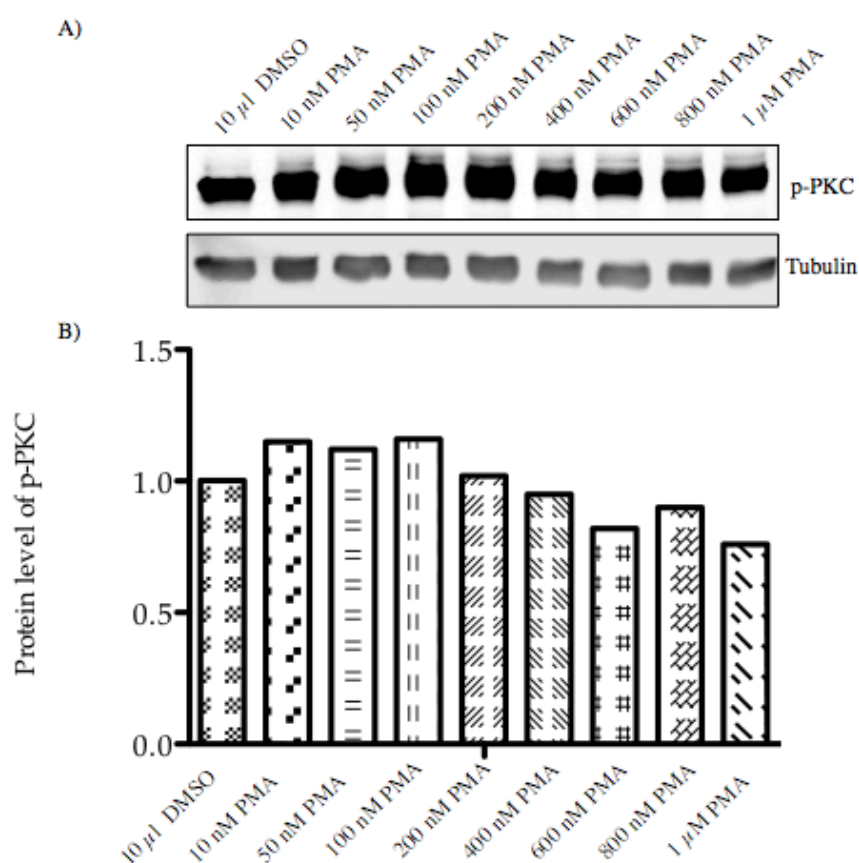 A)
10 µl DMSO
10 nM PMA
50 nM PMA
100 nM PMA
200 nM PMA
400 nM PMA
600 nM PMA
800 nM PMA
1 µM PMA
p-PKC
Tubulin
B)
Protein level of p-PKC
1.5
1.0
0.5
0.0
10 µl DMSO
10 nM PMA
50 nM PMA
100 nM PMA
200 nM PMA
400 nM PMA
600 nM PMA
800 nM PMA
1 µM PMA